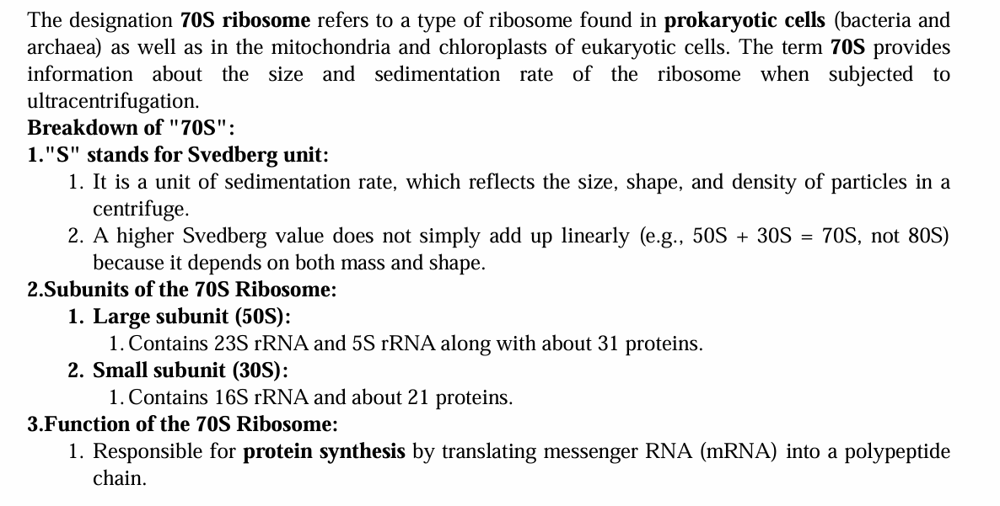 The designation 70S ribosome refers to a type of ribosome found in prokaryotic cells (bacteria and
archaea) as well as in the mitochondria and chloroplasts of eukaryotic cells. The term 70S provides
information about the size and sedimentation rate of the ribosome when subjected to
ultracentrifugation.
Breakdown of "70S":
1."S" stands for Svedberg unit:
1. It is a unit of sedimentation rate, which reflects the size, shape, and density of particles in a
centrifuge.
2. A higher Svedberg value does not simply add up linearly (e.g., 50S + 30S = 70S, not 80S)
because it depends on both mass and shape.
2.Subunits of the 70S Ribosome:
1. Large subunit (50S):
1. Contains 23S rRNA and 5S rRNA along with about 31 proteins.
2. Small subunit (30S):
1. Contains 16S rRNA and about 21 proteins.
3.Function of the 70S Ribosome:
1. Responsible for protein synthesis by translating messenger RNA (mRNA) into a polypeptide
chain.